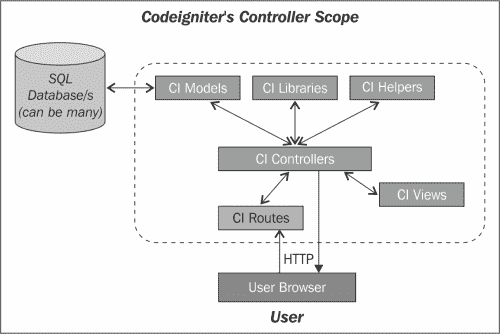 Codeigniter's Controller Scope
SQL
Database/s
(can be many)
CI Models
CI Libraries
CI Helpers
CI Controllers
CI Views
CI Routes
HTTP
User Browser
User